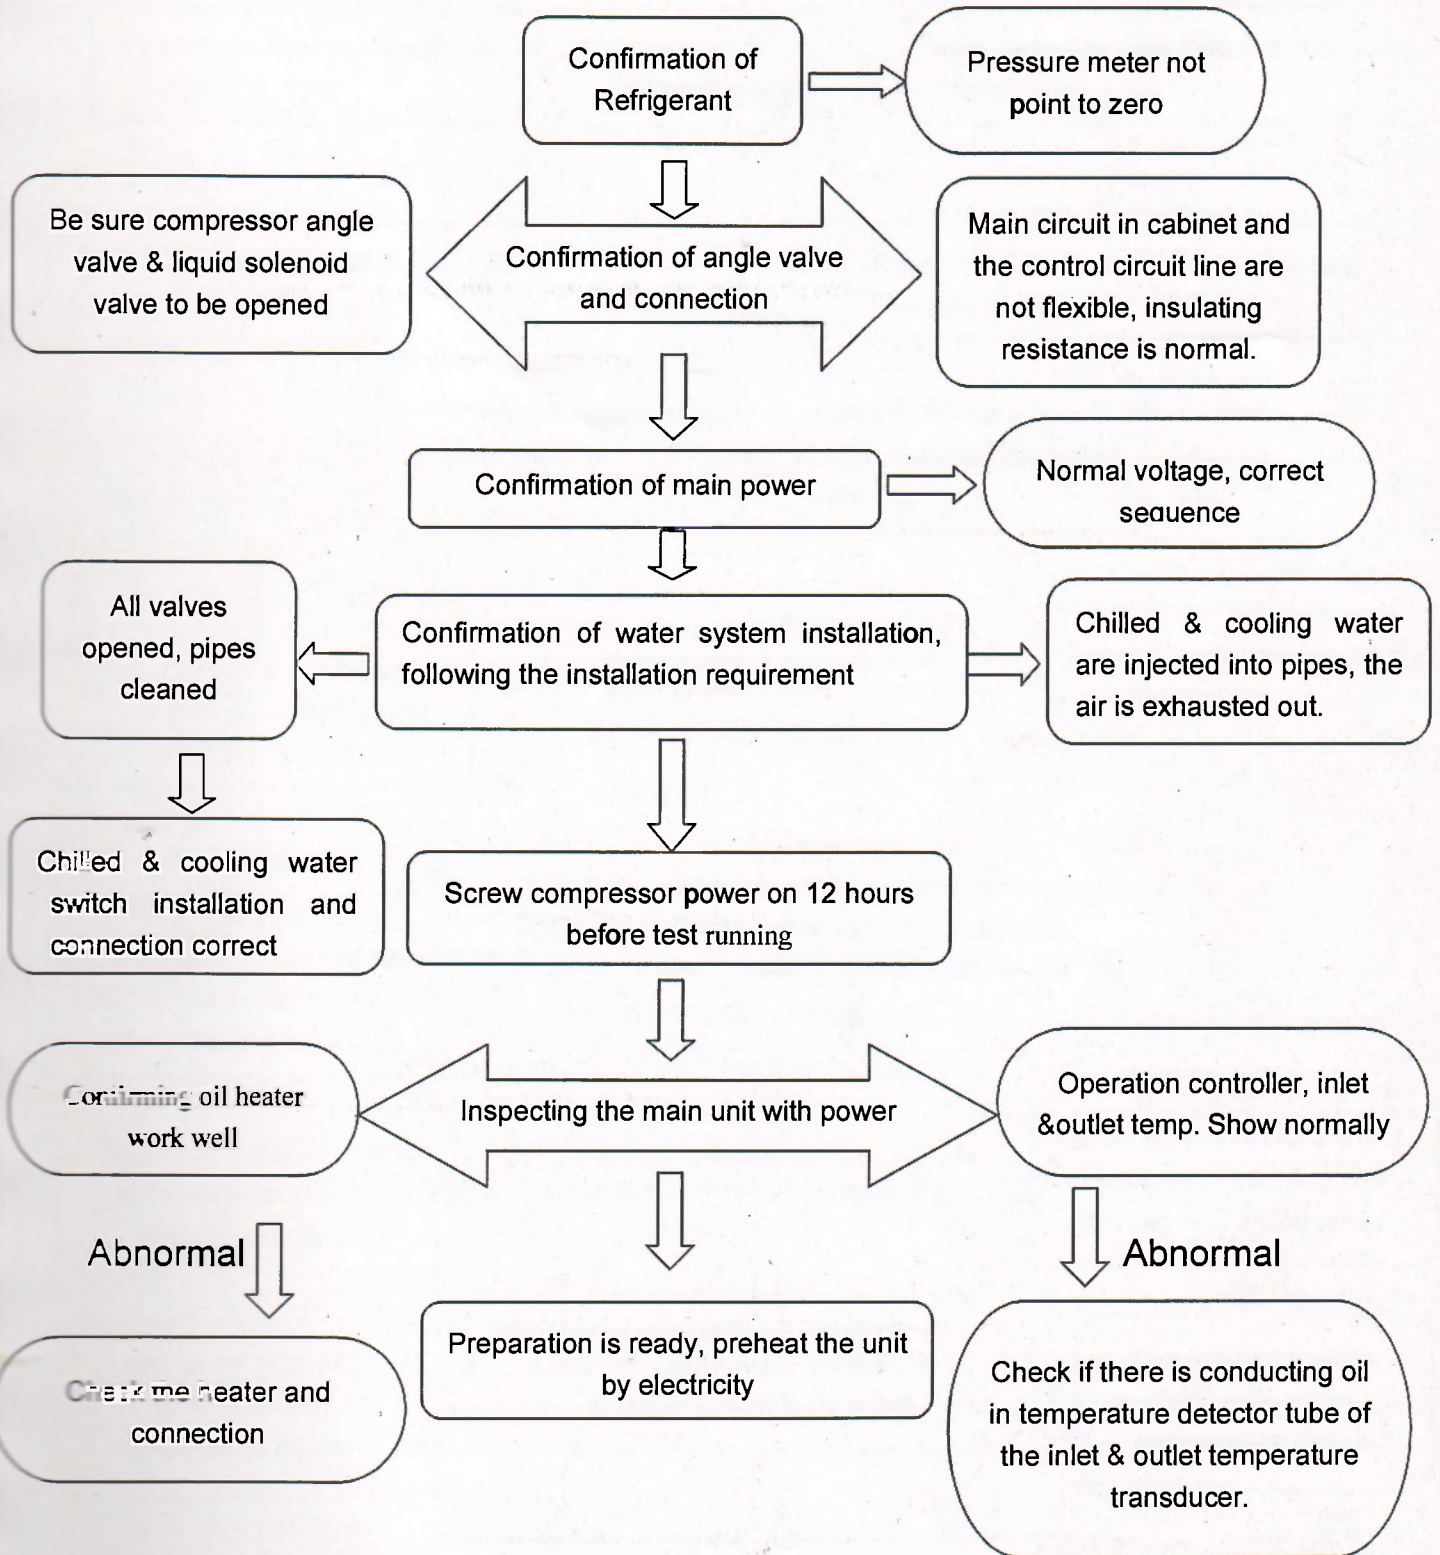 Confirmation of
Refrigerant
Pressure meter not
point to zero
Be sure compressor angle
valve & liquid solenoid
valve to be opened
Confirmation of angle valve
and connection
Main circuit in cabinet and
the control circuit line are
not flexible, insulating
resistance is normal.
Confirmation of main power
Normal voltage, correct
sequence
All valves
opened, pipes
cleaned
Confirmation of water system installation,
following the installation requirement
Chilled & cooling water
are injected into pipes, the
air is exhausted out.
Chilled & cooling water
switch installation and
connection correct
Screw compressor power on 12 hours
before test running
Confirming oil heater
work well
Inspecting the main unit with power
Operation controller, inlet
&outlet temp. Show normally
Abnormal
Abnormal
Check the heater and
connection
Preparation is ready, preheat the unit
by electricity
Check if there is conducting oil
in temperature detector tube of
the inlet & outlet temperature
transducer.